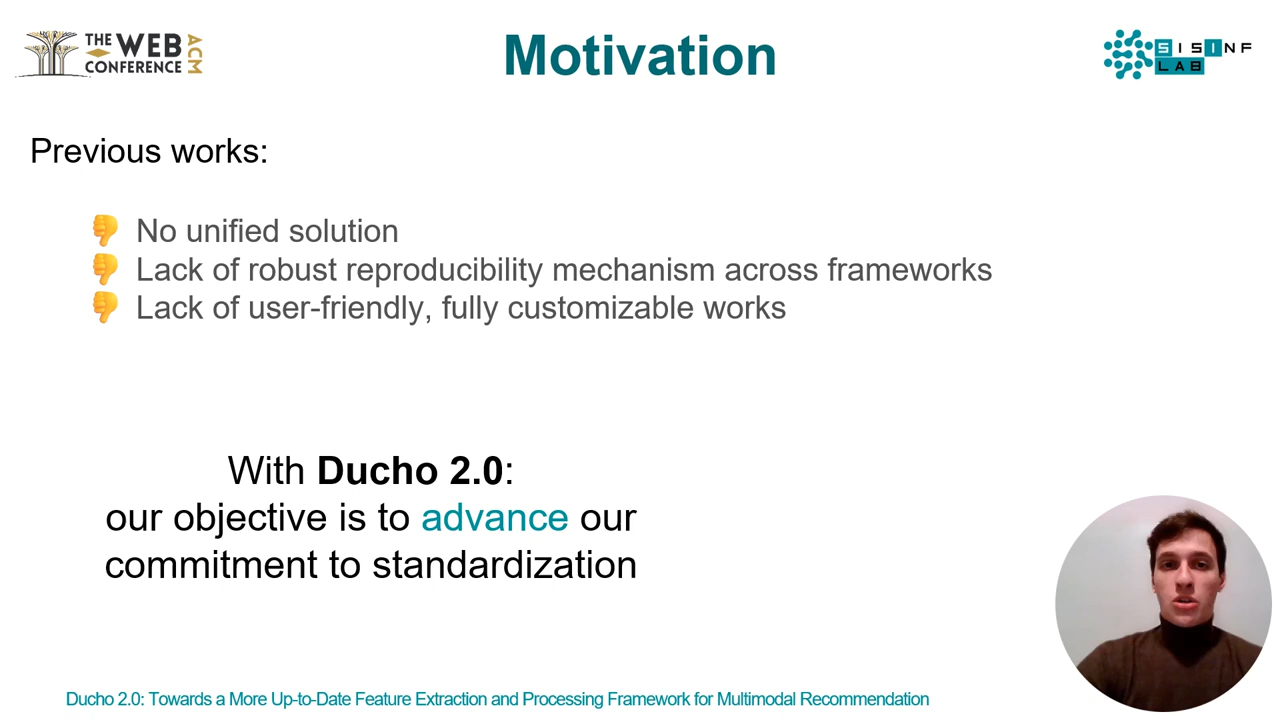 THE WEB
CONFERENCE
ACM
Motivation
SISINF
LAB
Previous works:
👎 No unified solution
👎 Lack of robust reproducibility mechanism across frameworks
👎 Lack of user-friendly, fully customizable works
With Ducho 2.0:
our objective is to advance our
commitment to standardization
Ducho 2.0: Towards a More Up-to-Date Feature Extraction and Processing Framework for Multimodal Recommendation